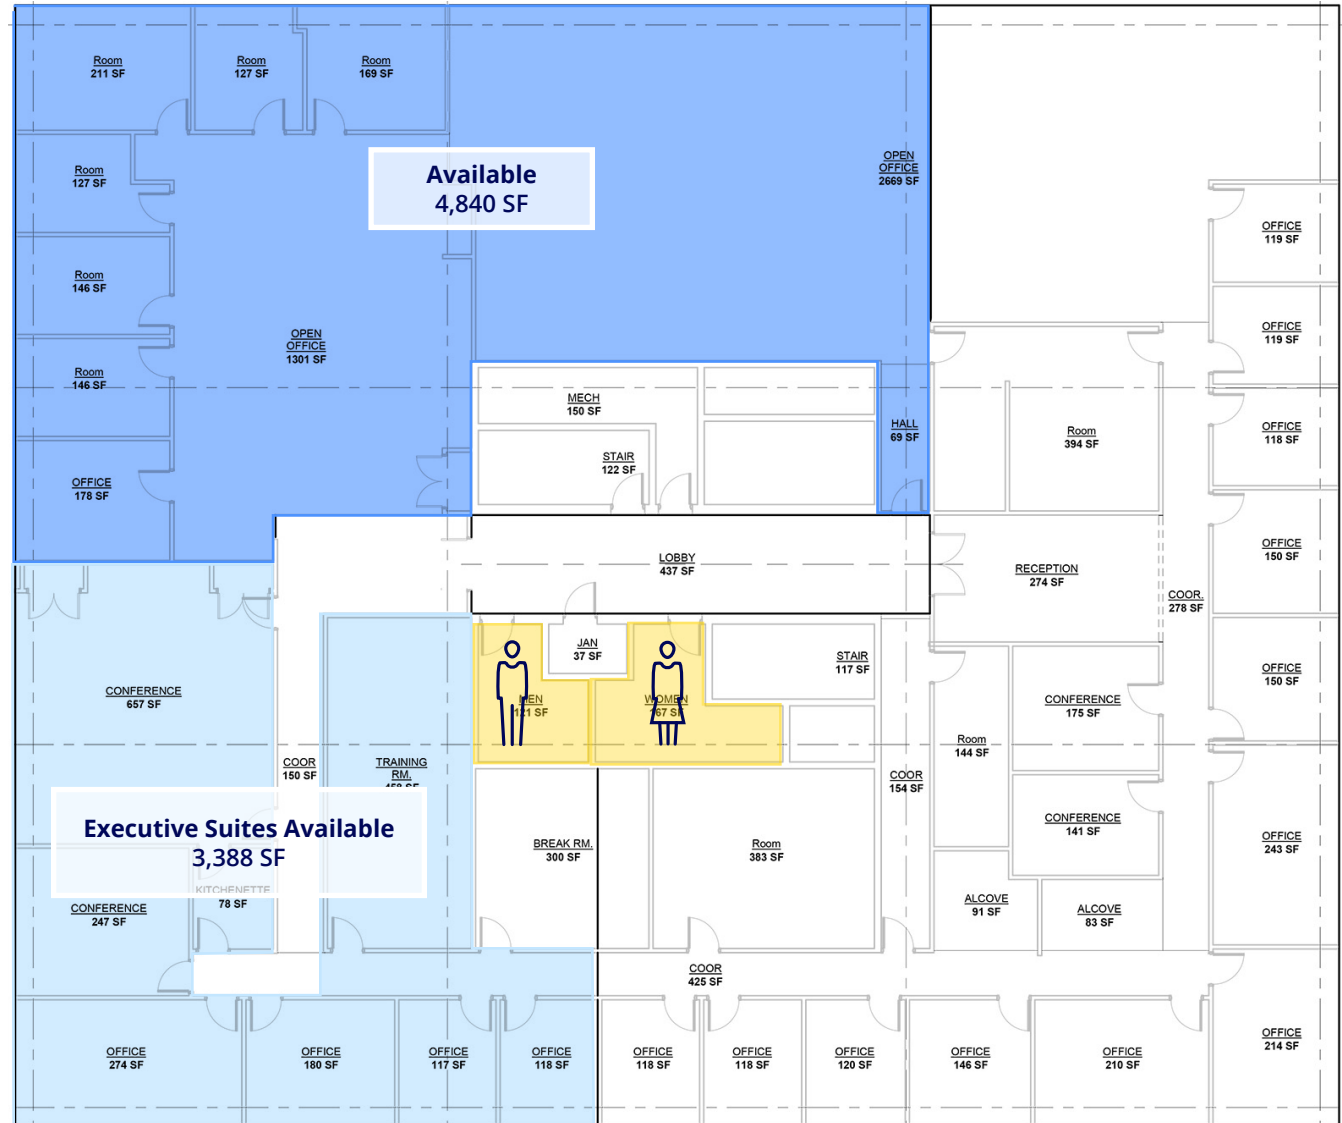 Room
211 SF
Room
127 SF
Room
169 SF
Room
127 SF
Available
4,840 SF
OPEN
OFFICE
2669 SF
OFFICE
119 SF
Room
146 SF
OPEN
OFFICE
1301 SF
OFFICE
119 SF
Room
146 SF
MECH
150 SF
HALL
69 SF
Room
394 SF
OFFICE
118 SF
STAIR
122 SF
OFFICE
178 SF
LOBBY
437 SF
RECEPTION
274 SF
COOR.
278 SF
OFFICE
150 SF
JAN
37 SF
STAIR
117 SF
OFFICE
150 SF
CONFERENCE
657 SF
MEN
121 SF
WOMEN
167 SF
CONFERENCE
175 SF
Room
144 SF
COOR
150 SF
TRAINING
RM.
458 SF
COOR
154 SF
Executive Suites Available
3,388 SF
BREAK RM.
300 SF
Room
383 SF
CONFERENCE
141 SF
OFFICE
243 SF
KITCHENETTE
78 SF
CONFERENCE
247 SF
ALCOVE
91 SF
ALCOVE
83 SF
COOR
425 SF
OFFICE
274 SF
OFFICE
180 SF
OFFICE
117 SF
OFFICE
118 SF
OFFICE
118 SF
OFFICE
118 SF
OFFICE
120 SF
OFFICE
146 SF
OFFICE
210 SF
OFFICE
214 SF